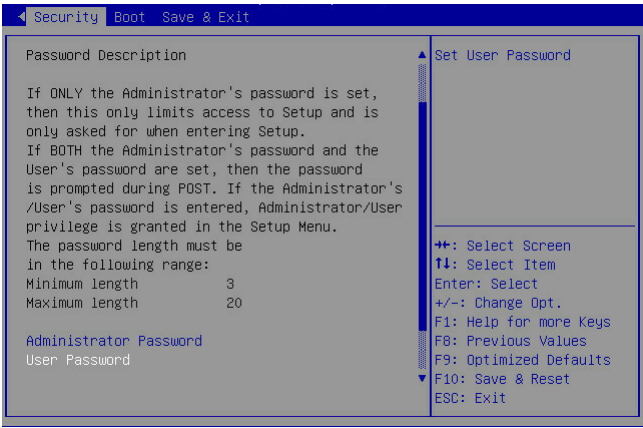 Security Boot Save & Exit
Password Description
If ONLY the Administrator's password is set,
then this only limits access to Setup and is
only asked for when entering Setup.
If BOTH the Administrator's password and the
User's password are set, then the password
is prompted during POST. If the Administrator's
/User's password is entered, Administrator/User
privilege is granted in the Setup Menu.
The password length must be
in the following range:
Minimum length 3
Maximum length 20
Administrator Password
User Password
Set User Password
→←: Select Screen
↑↓: Select Item
Enter: Select
+/-: Change Opt.
F1: Help for more Keys
F8: Previous Values
F9: Optimized Defaults
F10: Save & Reset
ESC: Exit